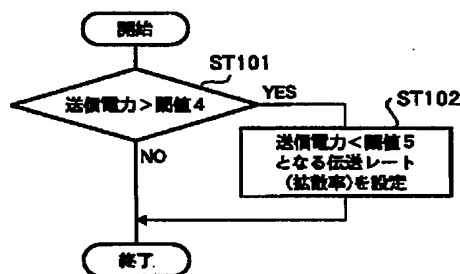 開始
ST101
送信電力>閾値4
YES
ST102
送信電力<閾値5
となる伝送レート
(拡散率)を設定
NO
終了